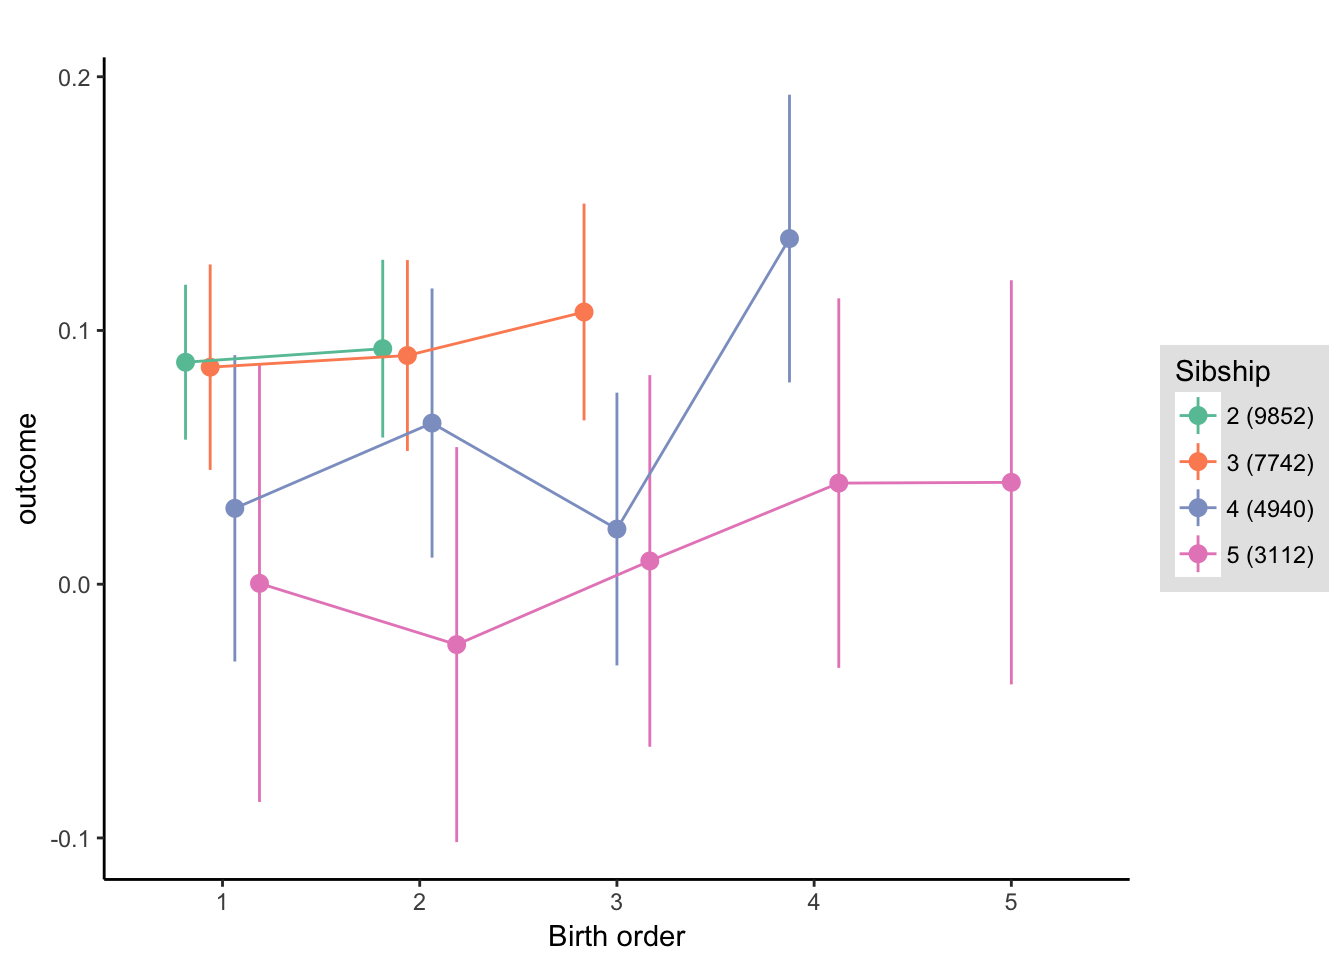 0.2
0.1
0.0
-0.1
outcome
1 2 3 4 5
Birth order
Sibship
2 (9852)
3 (7742)
4 (4940)
5 (3112)